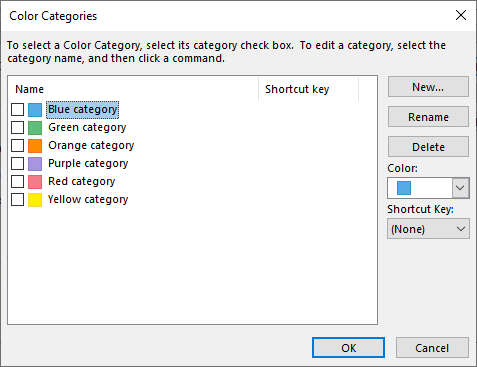 Color Categories
To select a Color Category, select its category check box.  To edit a category, select the
category name, and then click a command.
Name Shortcut key
Blue category
Green category
Orange category
Purple category
Red category
Yellow category
New...
Rename
Delete
Color:
Shortcut Key:
(None)
OK Cancel